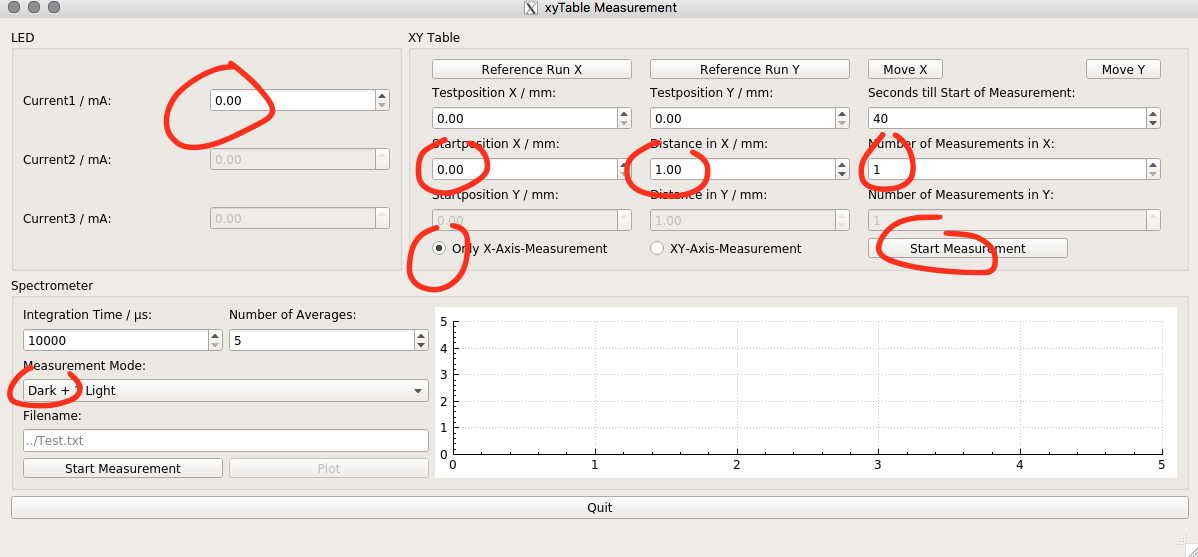 xyTable Measurement
LED
XY Table
Reference Run X
Reference Run Y
Move X
Move Y
Testposition X / mm:
Testposition Y / mm:
Seconds till Start of Measurement:
Current1 / mA:
0.00
0.00
0.00
40
Startposition X / mm:
Distance in X / mm:
Number of Measurements in X:
Current2 / mA:
0.00
0.00
1.00
1
Startposition Y / mm:
Distance in Y / mm:
Number of Measurements in Y:
Current3 / mA:
0.00
0.00
1.00
1
Only X-Axis-Measurement
XY-Axis-Measurement
Start Measurement
Spectrometer
Integration Time / µs:
Number of Averages:
10000
5
Measurement Mode:
Dark + 1 Light
Filename:
../Test.txt
Start Measurement
Plot
5
4
3
2
1
0
0 1 2 3 4 5
Quit